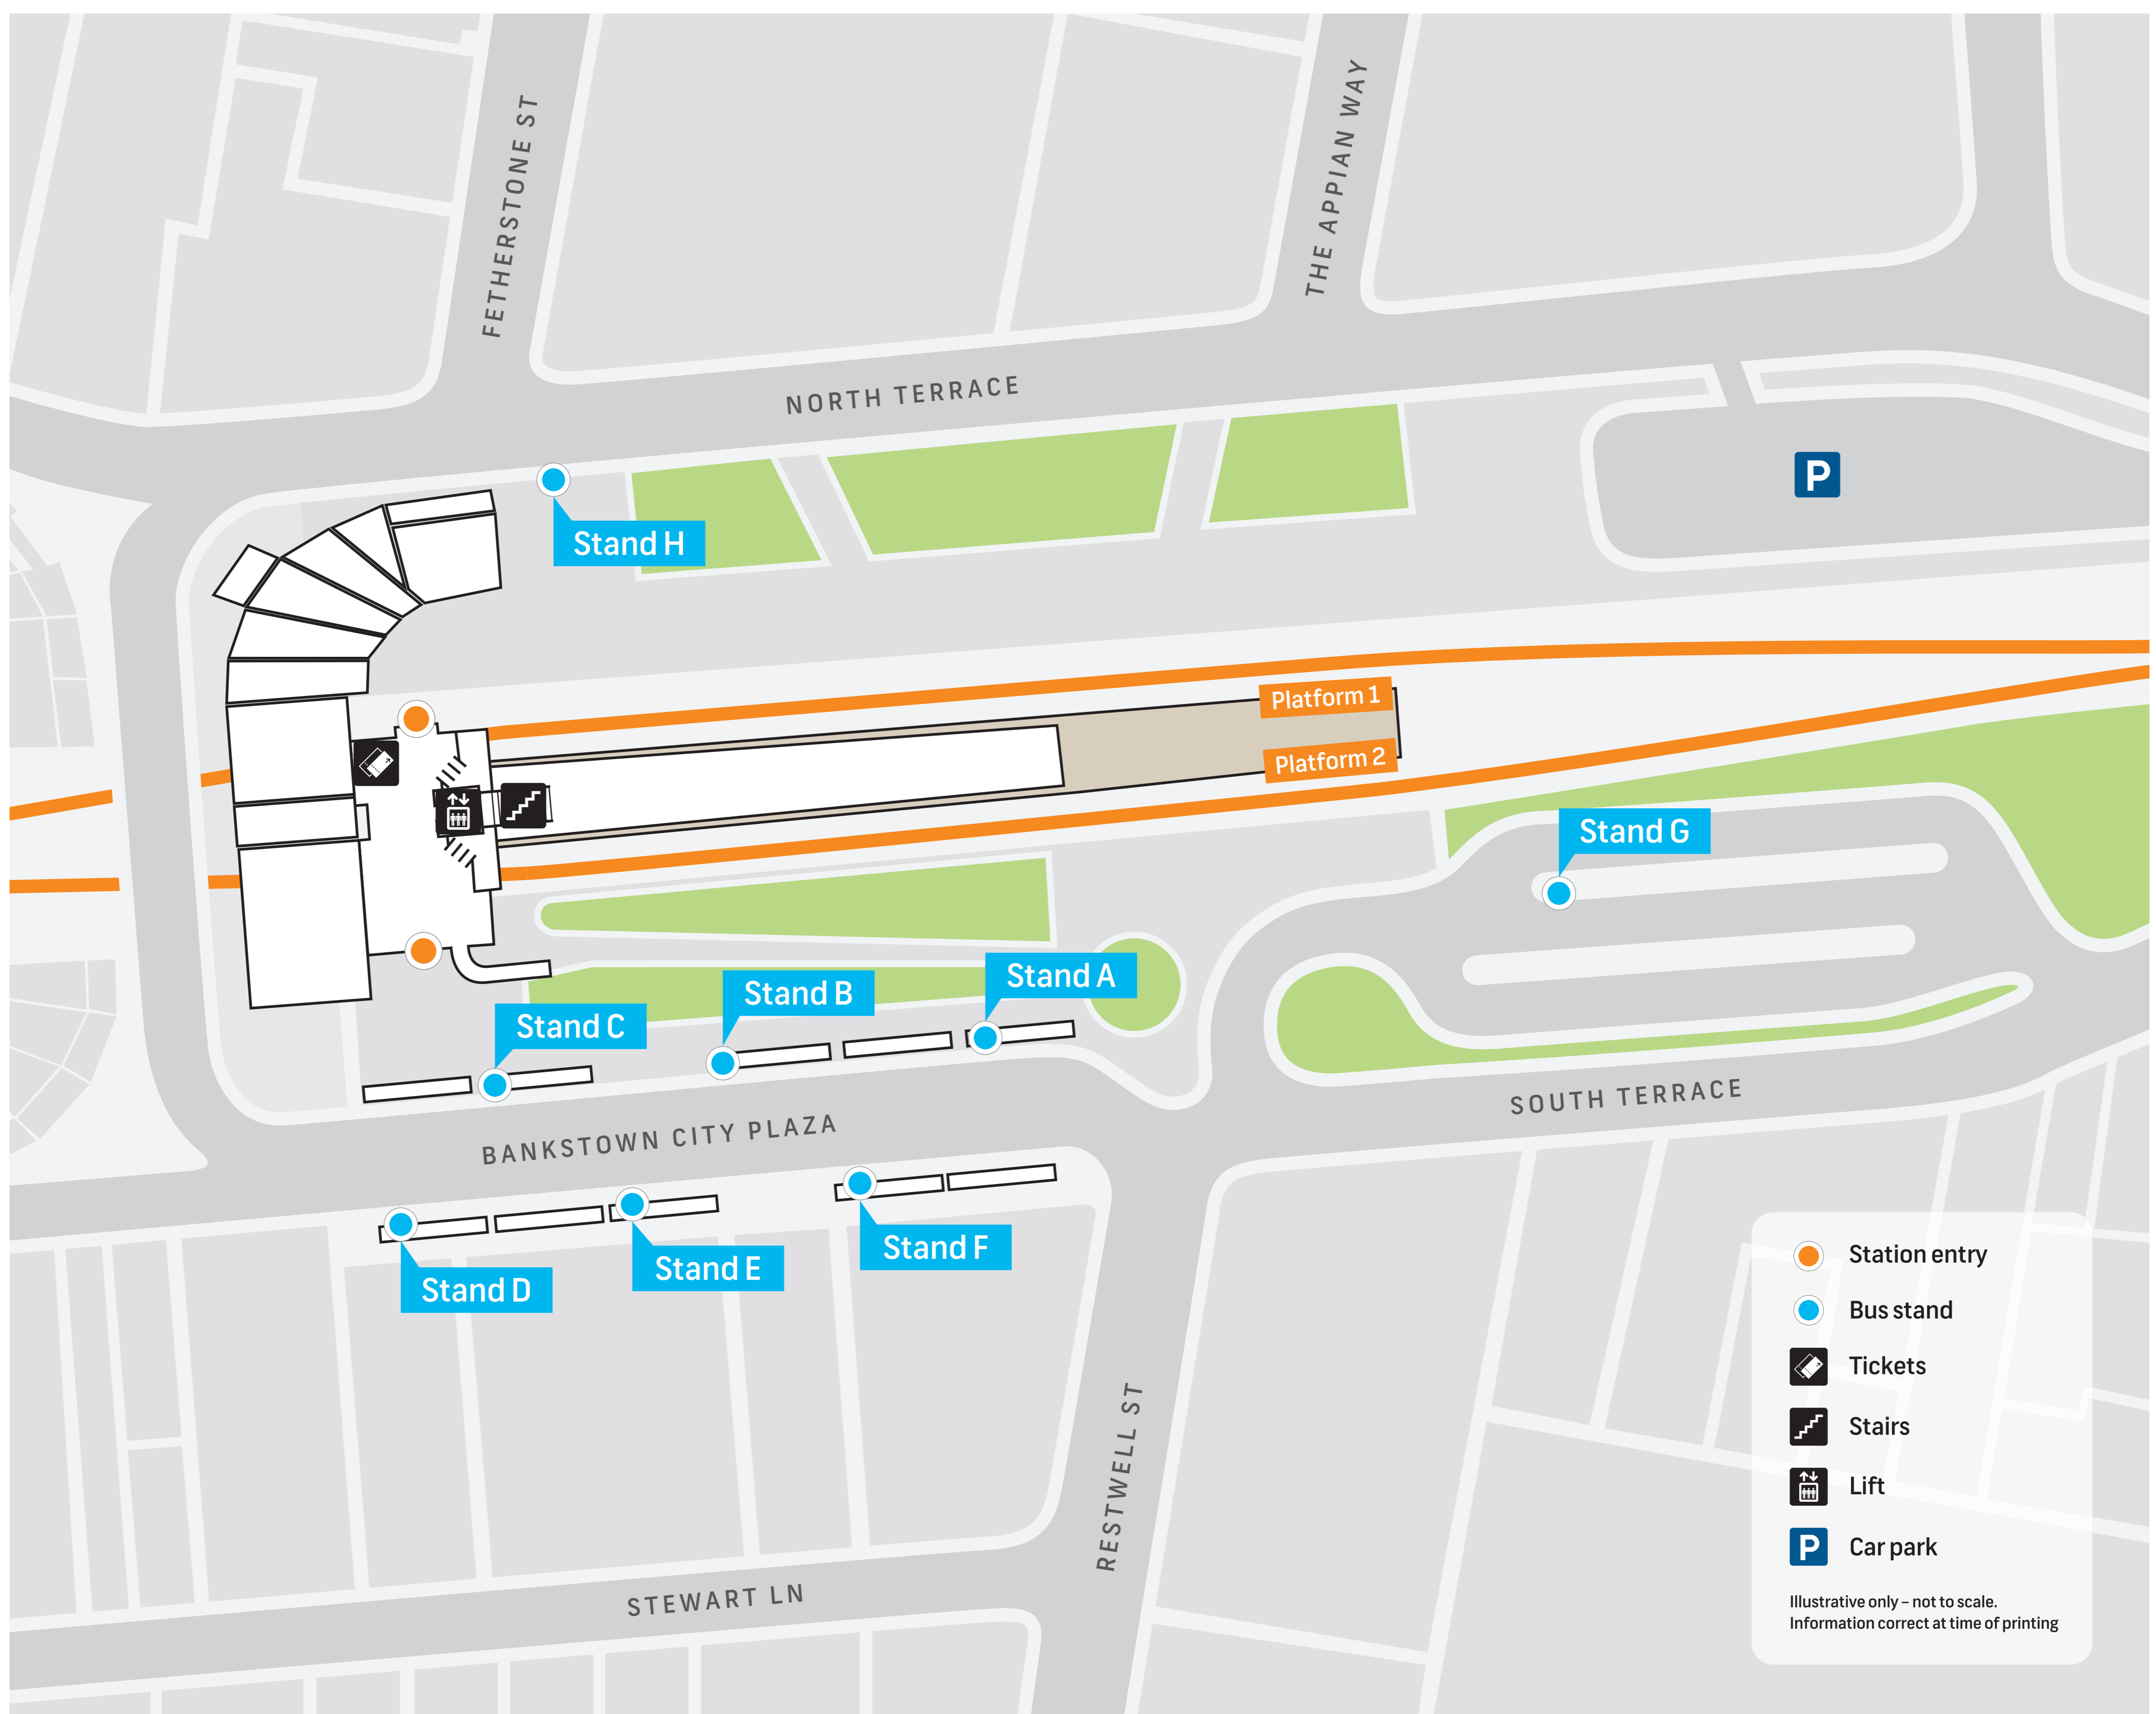 FETHERSTONE ST
THE APPIAN WAY
NORTH TERRACE
P
Stand H
Platform 1
Platform 2
Stand G
Stand A
Stand B
Stand C
BANKSTOWN CITY PLAZA
SOUTH TERRACE
Stand F
Stand E
Stand D
RESTWELL ST
STEWART LN
Station entry
Bus stand
Tickets
Stairs
Lift
P Car park
Illustrative only – not to scale.
Information correct at time of printing